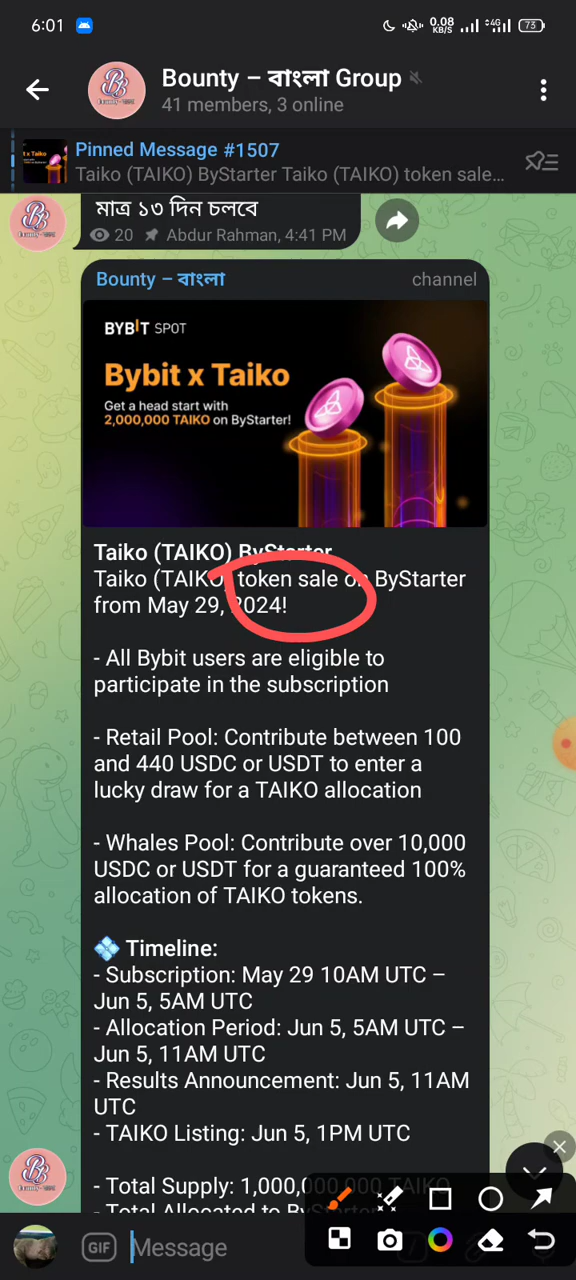 6:01
0.08
KB/S
4G
73
Bounty – বাংলা Group
41 members, 3 online
Pinned Message #1507
Taiko (TAIKO) ByStarter Taiko (TAIKO) token sale…
মাত্র ১৩ দিন চলবে
20 Abdur Rahman, 4:41 PM
Bounty – বাংলা channel
BYBIT SPOT
Bybit x Taiko
Get a head start with
2,000,000 TAIKO on ByStarter!
Taiko (TAIKO) ByStarter
Taiko (TAIKO) token sale on ByStarter
from May 29, 2024!
- All Bybit users are eligible to
participate in the subscription
- Retail Pool: Contribute between 100
and 440 USDC or USDT to enter a
lucky draw for a TAIKO allocation
- Whales Pool: Contribute over 10,000
USDC or USDT for a guaranteed 100%
allocation of TAIKO tokens.
💠 Timeline:
- Subscription: May 29 10AM UTC –
Jun 5, 5AM UTC
- Allocation Period: Jun 5, 5AM UTC –
Jun 5, 11AM UTC
- Results Announcement: Jun 5, 11AM
UTC
- TAIKO Listing: Jun 5, 1PM UTC
- Total Supply: 1,000,000,000 TAIKO
- Total Allocated to ByStarter
GIF Message